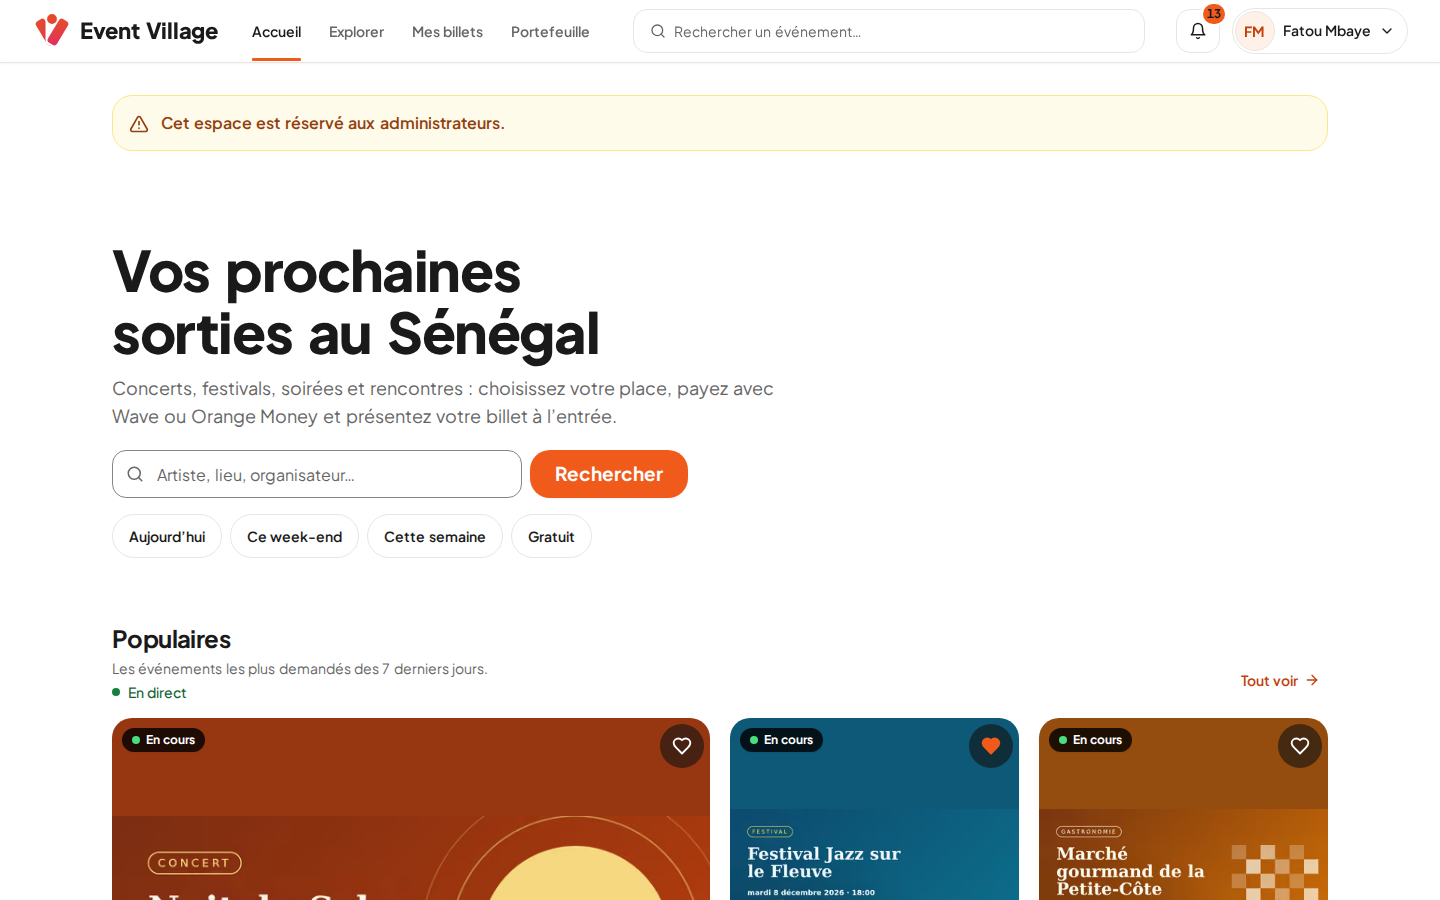 Event Village
Accueil
Explorer
Mes billets
Portefeuille
Rechercher un événement…
13
FM
Fatou Mbaye
Cet espace est réservé aux administrateurs.
Vos prochaines
sorties au Sénégal
Concerts, festivals, soirées et rencontres : choisissez votre place, payez avec
Wave ou Orange Money et présentez votre billet à l’entrée.
Artiste, lieu, organisateur…
Rechercher
Aujourd’hui
Ce week-end
Cette semaine
Gratuit
Populaires
Les événements les plus demandés des 7 derniers jours.
En direct
Tout voir
En cours
CONCERT
En cours
FESTIVAL
Festival Jazz sur
le Fleuve
mardi 8 décembre 2026 · 18:00
En cours
GASTRONOMIE
Marché
gourmand de la
Petite-Côte